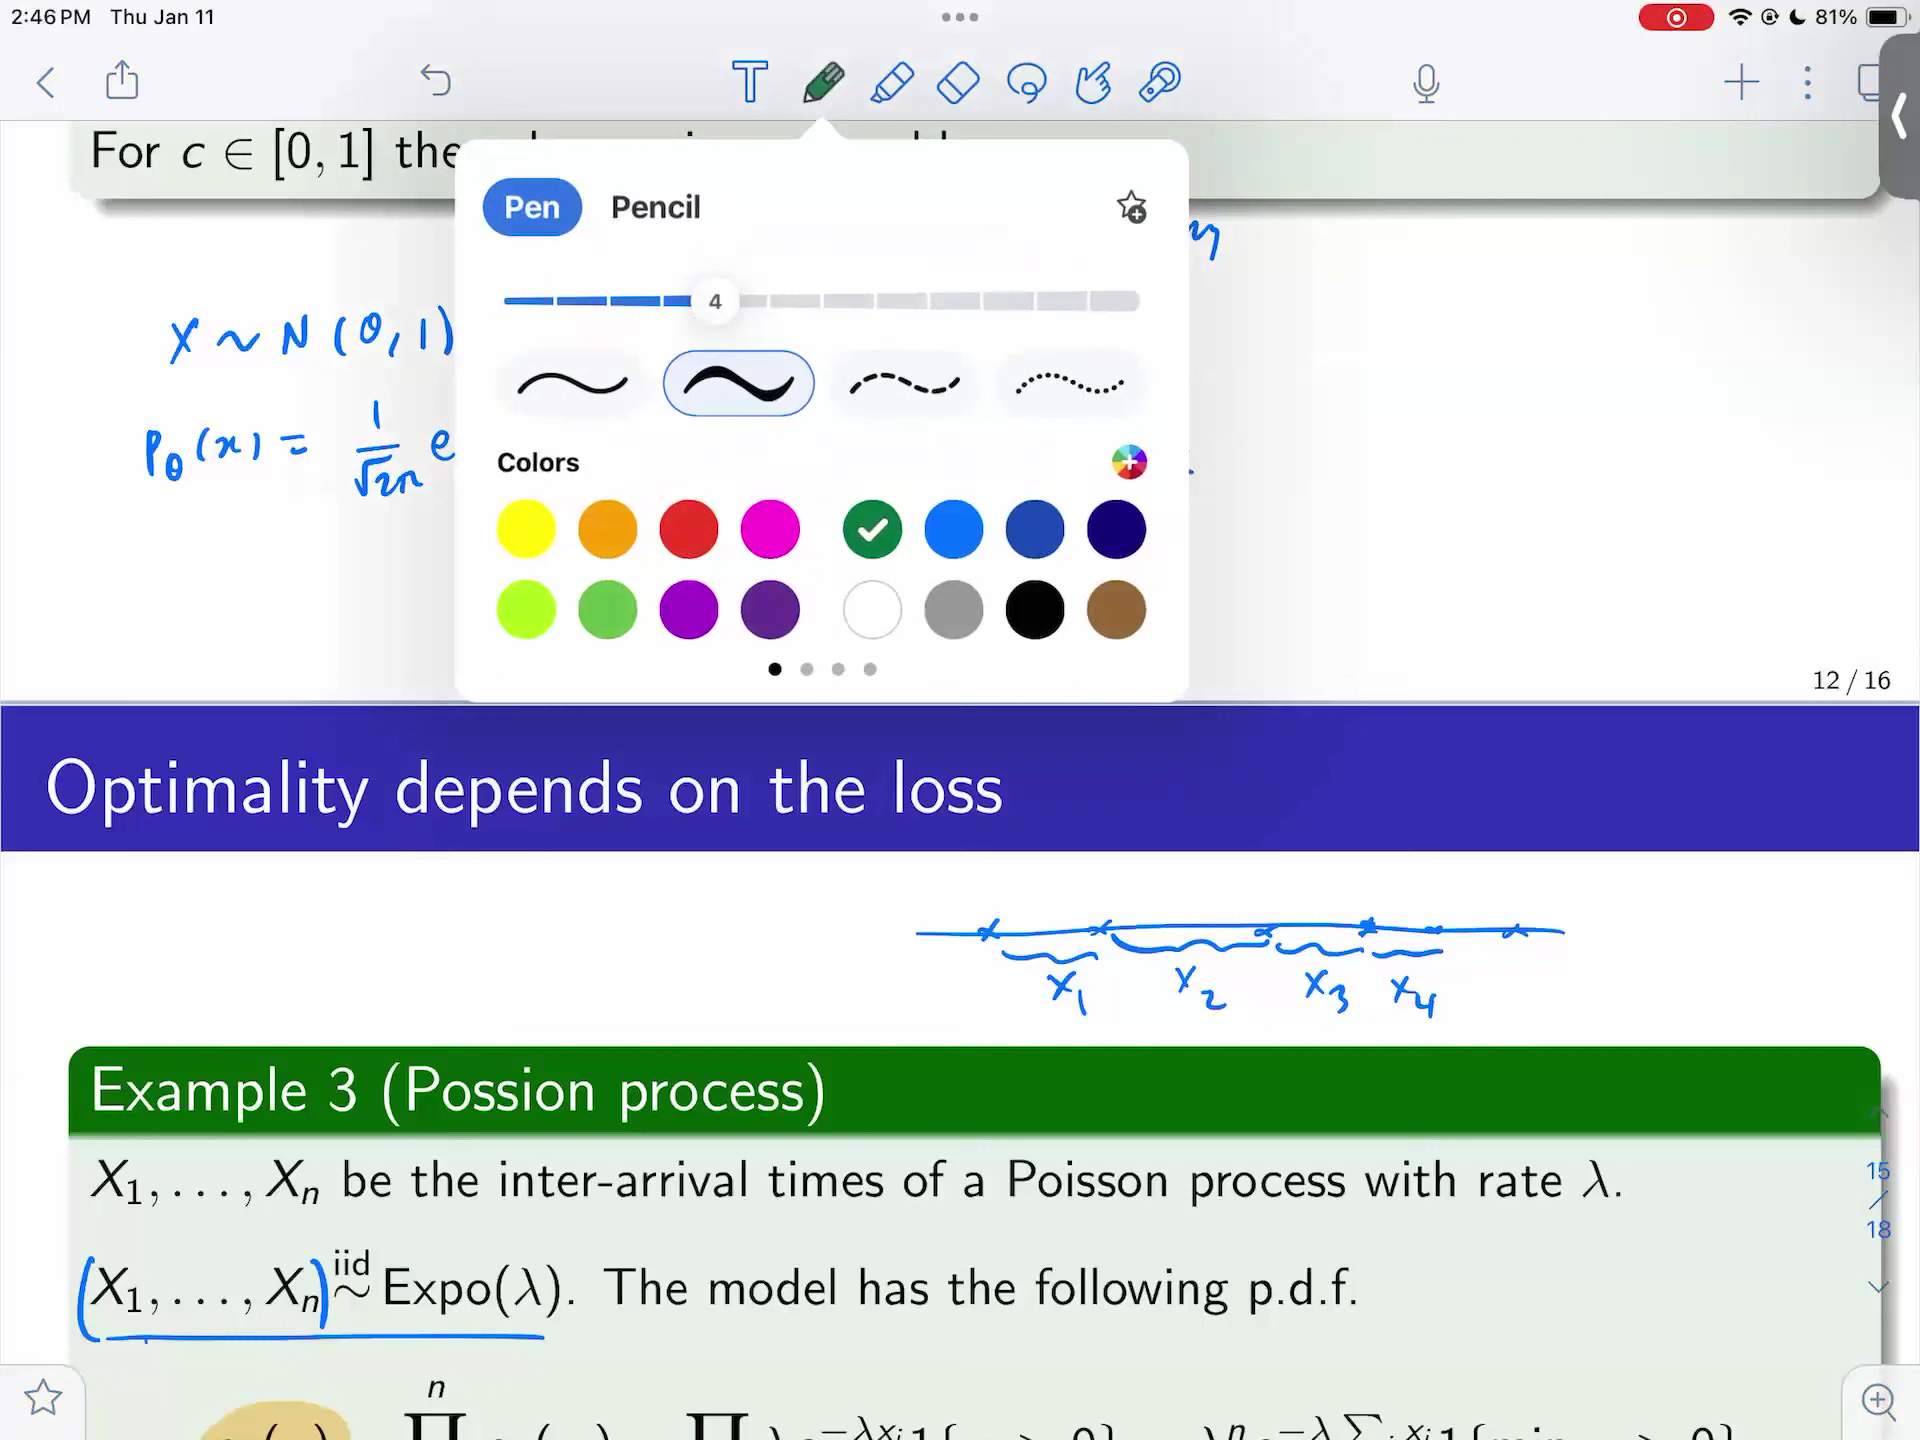 2:46 PM Thu Jan 11 81%
T
For c ∈ [0, 1] the
Pen Pencil
4
X ~ N (θ, 1)
P_θ (x) = 1/√2π e
Colors
12 / 16
Optimality depends on the loss
X1 X2 X3 X4
Example 3 (Possion process)
X1, . . . , Xn be the inter-arrival times of a Poisson process with rate λ.
15 / 18
(X1, . . . , Xn) iid ~ Expo(λ). The model has the following p.d.f.
n